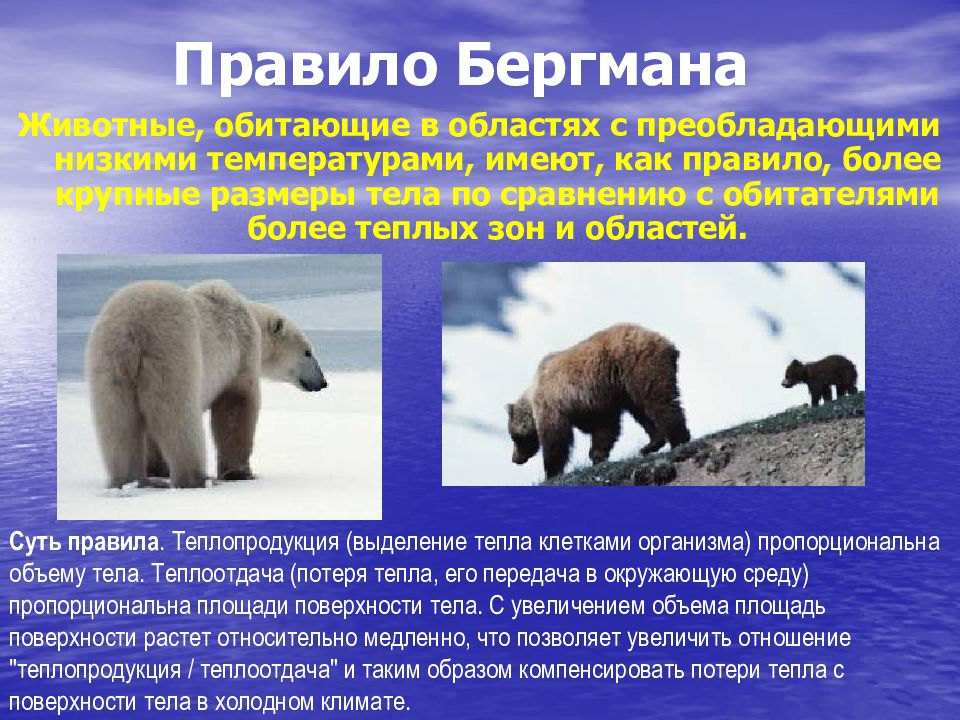 Правило Бергмана
Животные, обитающие в областях с преобладающими
низкими температурами, имеют, как правило, более
крупные размеры тела по сравнению с обитателями
более теплых зон и областей.
Суть правила. Теплопродукция (выделение тепла клетками организма) пропорциональна
объему тела. Теплоотдача (потеря тепла, его передача в окружающую среду)
пропорциональна площади поверхности тела. С увеличением объема площадь
поверхности растет относительно медленно, что позволяет увеличить отношение
"теплопродукция / теплоотдача" и таким образом компенсировать потери тепла с
поверхности тела в холодном климате.